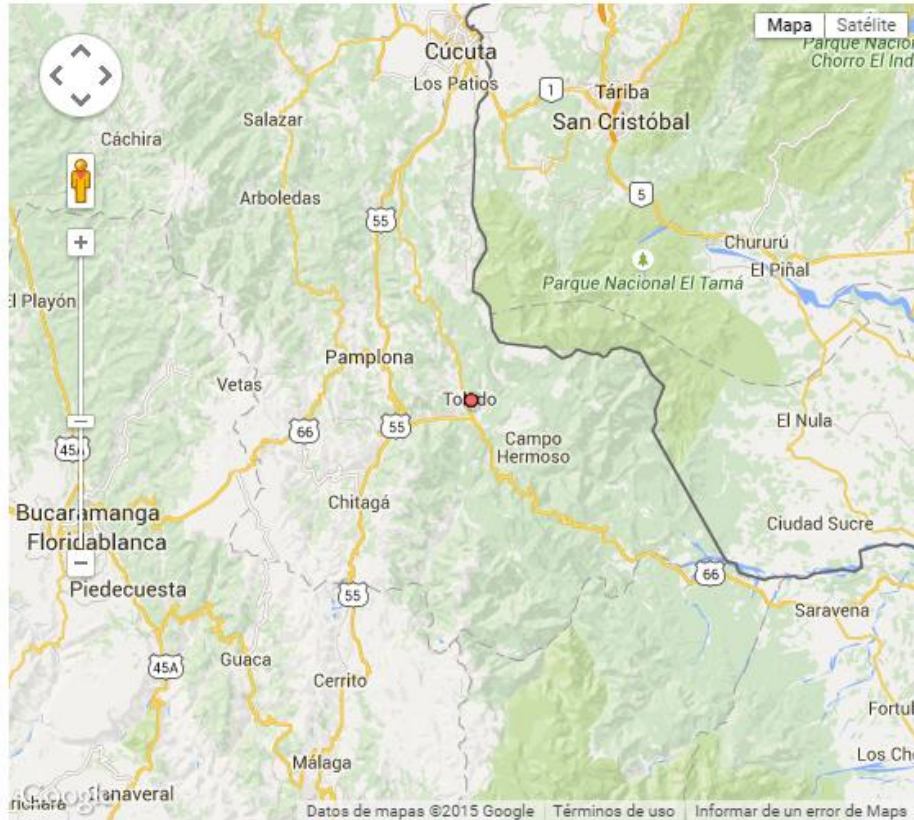 Mapa
Satélite
Cúcuta
Parque Nacio
Chorro El Ind
Los Patios
1
Táriba
Salazar
San Cristóbal
Cáchira
Arboledas
5
55
Chururú
El Piñal
Parque Nacional El Tamá
El Playón
Pamplona
Vetas
Toledo
El Nula
66
55
Campo
Hermoso
45A
Chitagá
Bucaramanga
Ciudad Sucre
Floridablanca
66
Piedecuesta
55
Saravena
Guaca
45A
Cerrito
Fortul
Málaga
Los Cho
Google
richara
Canaveral
Datos de mapas ©2015 Google
Términos de uso
Informar de un error de Maps